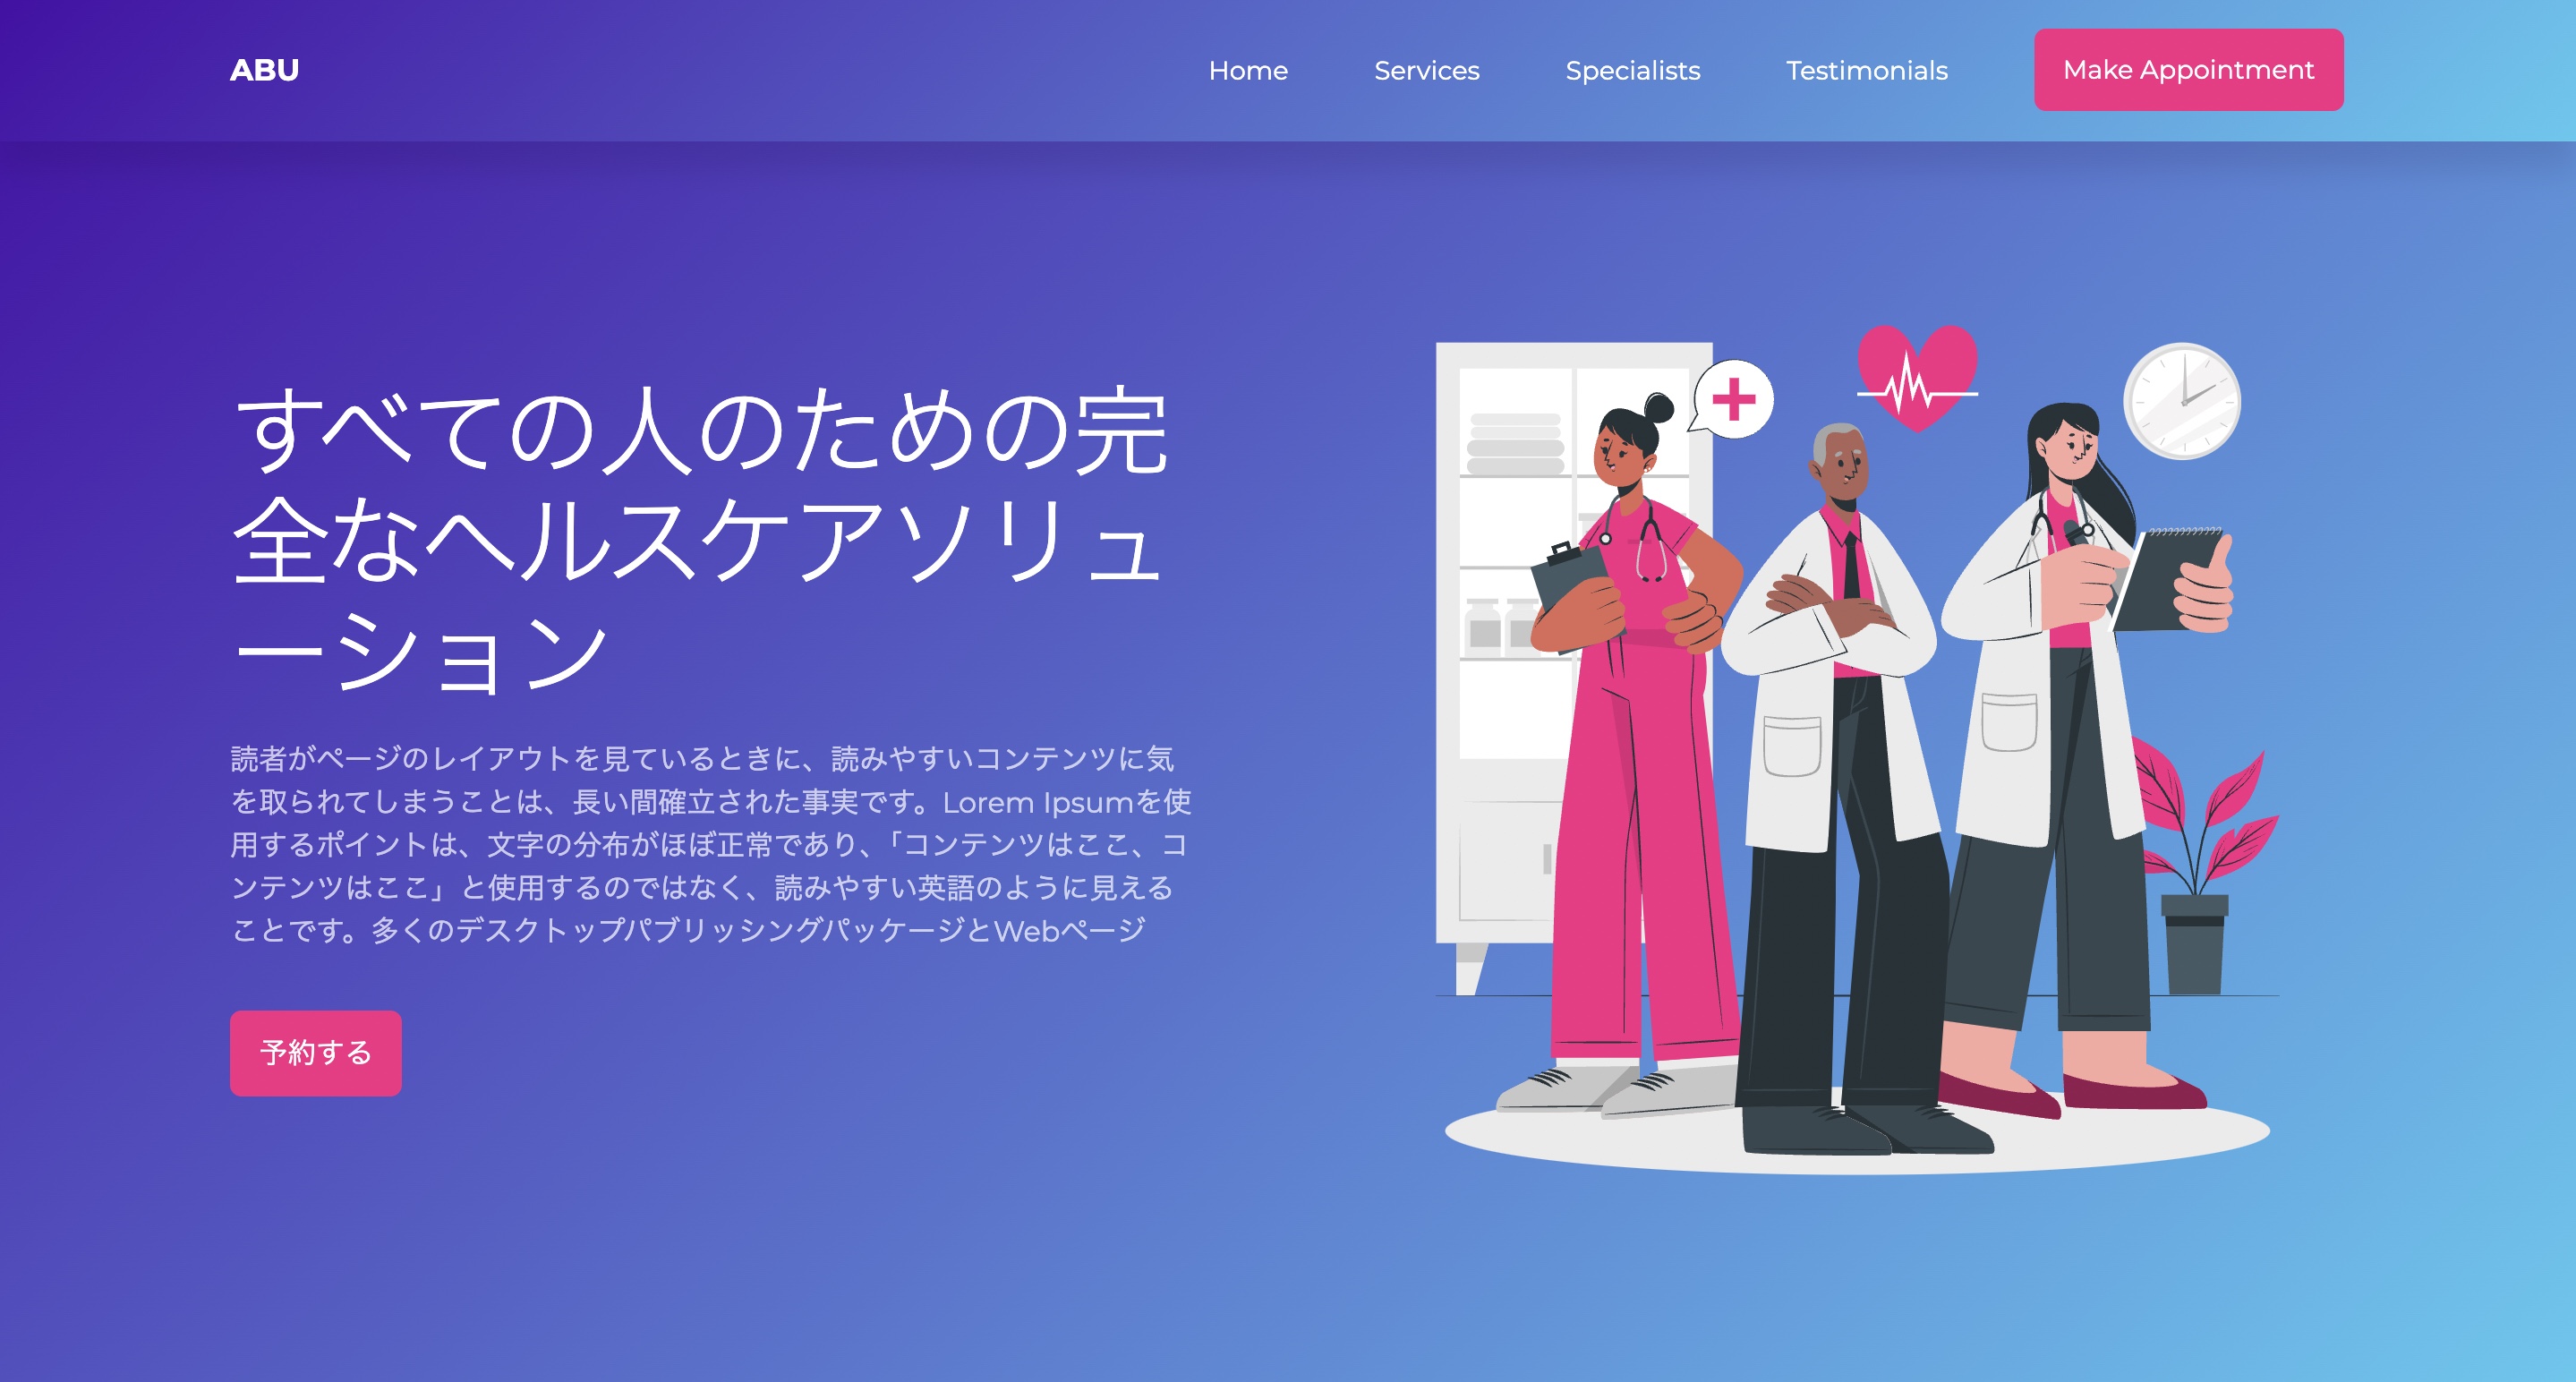 ABU
Home
Services
Specialists
Testimonials
Make Appointment
すべての人のための完
全なヘルスケアソリュ
ーション
読者がページのレイアウトを見ているときに、読みやすいコンテンツに気
を取られてしまうことは、長い間確立された事実です。Lorem Ipsumを使
用するポイントは、文字の分布がほぼ正常であり、「コンテンツはここ、コ
ンテンツはここ」と使用するのではなく、読みやすい英語のように見える
ことです。多くのデスクトップパブリッシングパッケージとWebページ
予約する